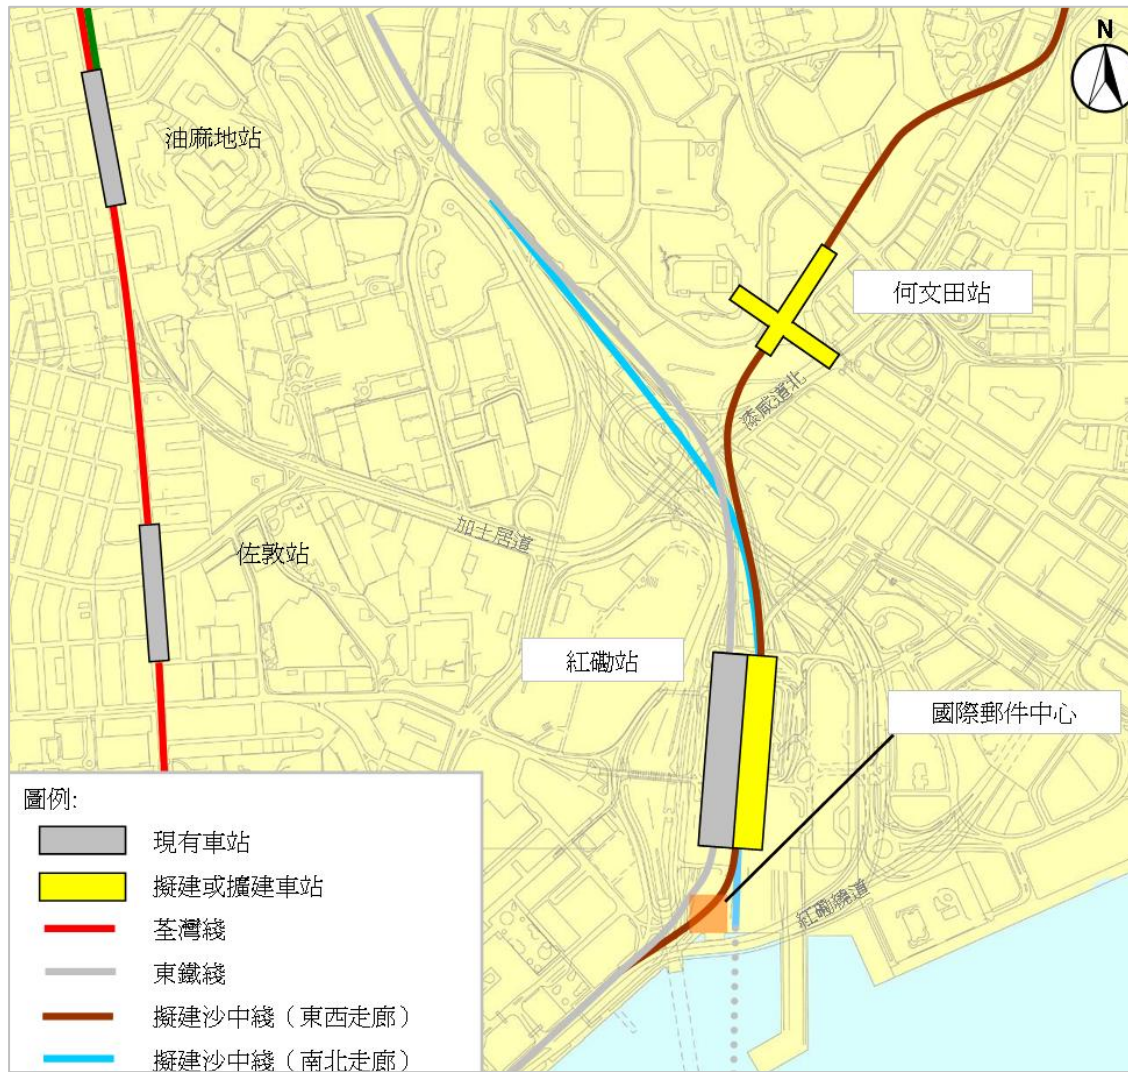 N
油麻地站
何文田站
漆咸道北
加士居道
佐敦站
紅磡站
國際郵件中心
紅磡繞道
圖例:
現有車站
擬建或擴建車站
荃灣綫
東鐵綫
擬建沙中綫（東西走廊）
擬建沙中綫（南北走廊）